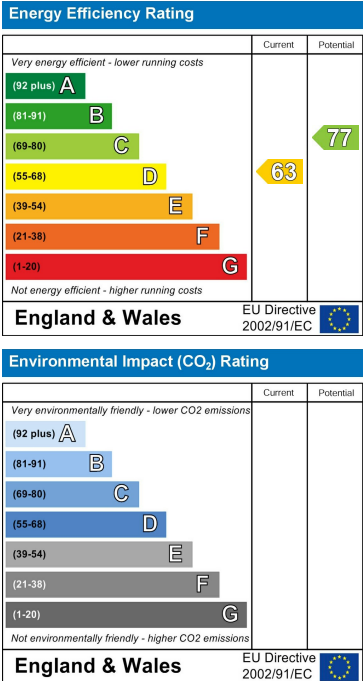 Energy Efficiency Rating
Current Potential
Very energy efficient - lower running costs
(92 plus) A
(81-91) B
(69-80) C
(55-68) D
(39-54) E
(21-38) F
(1-20) G
63
77
Not energy efficient - higher running costs
England & Wales
EU Directive
2002/91/EC
Environmental Impact (CO₂) Rating
Current Potential
Very environmentally friendly - lower CO2 emissions
(92 plus) A
(81-91) B
(69-80) C
(55-68) D
(39-54) E
(21-38) F
(1-20) G
Not environmentally friendly - higher CO2 emissions
England & Wales
EU Directive
2002/91/EC